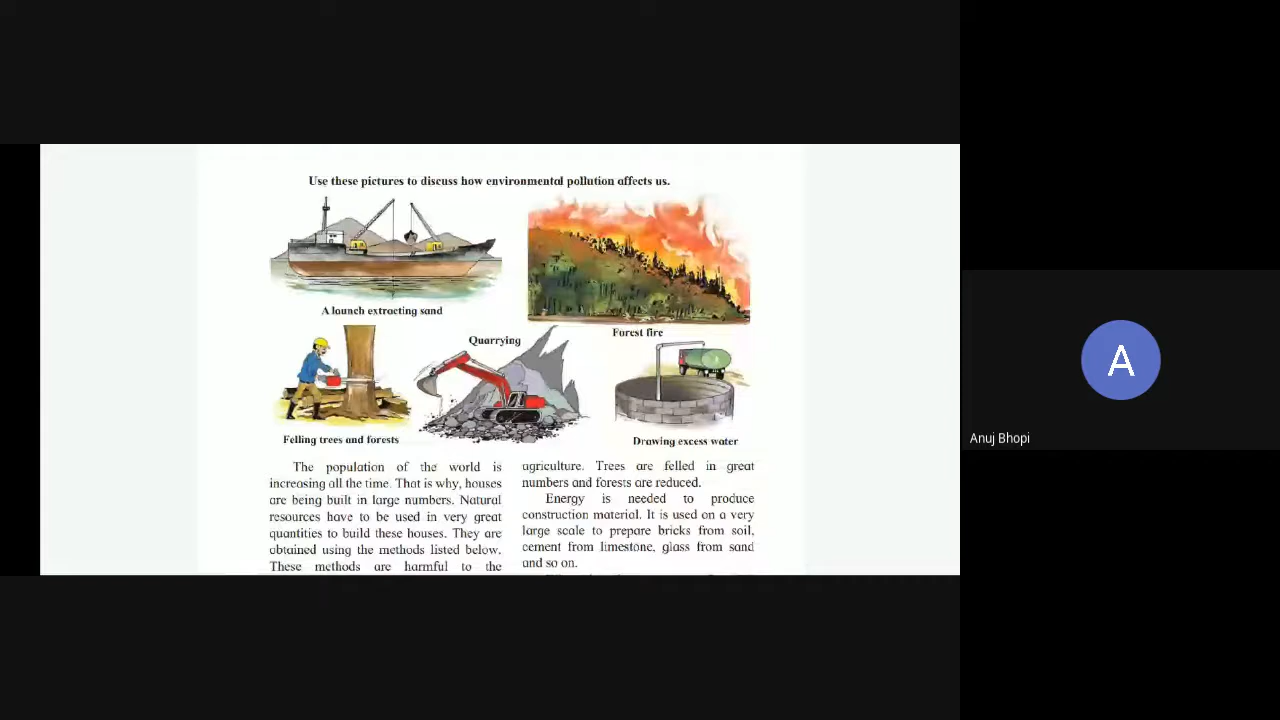 Use these pictures to discuss how environmental pollution affects us.
A launch extracting sand
Forest fire
Quarrying
Felling trees and forests
Drawing excess water
The population of the world is
increasing all the time. That is why, houses
are being built in large numbers. Natural
resources have to be used in very great
quantities to build these houses. They are
obtained using the methods listed below.
These methods are harmful to the
agriculture. Trees are felled in great
numbers and forests are reduced.
Energy is needed to produce
construction material. It is used on a very
large scale to prepare bricks from soil,
cement from limestone, glass from sand
and so on.
A
Anuj Bhopi